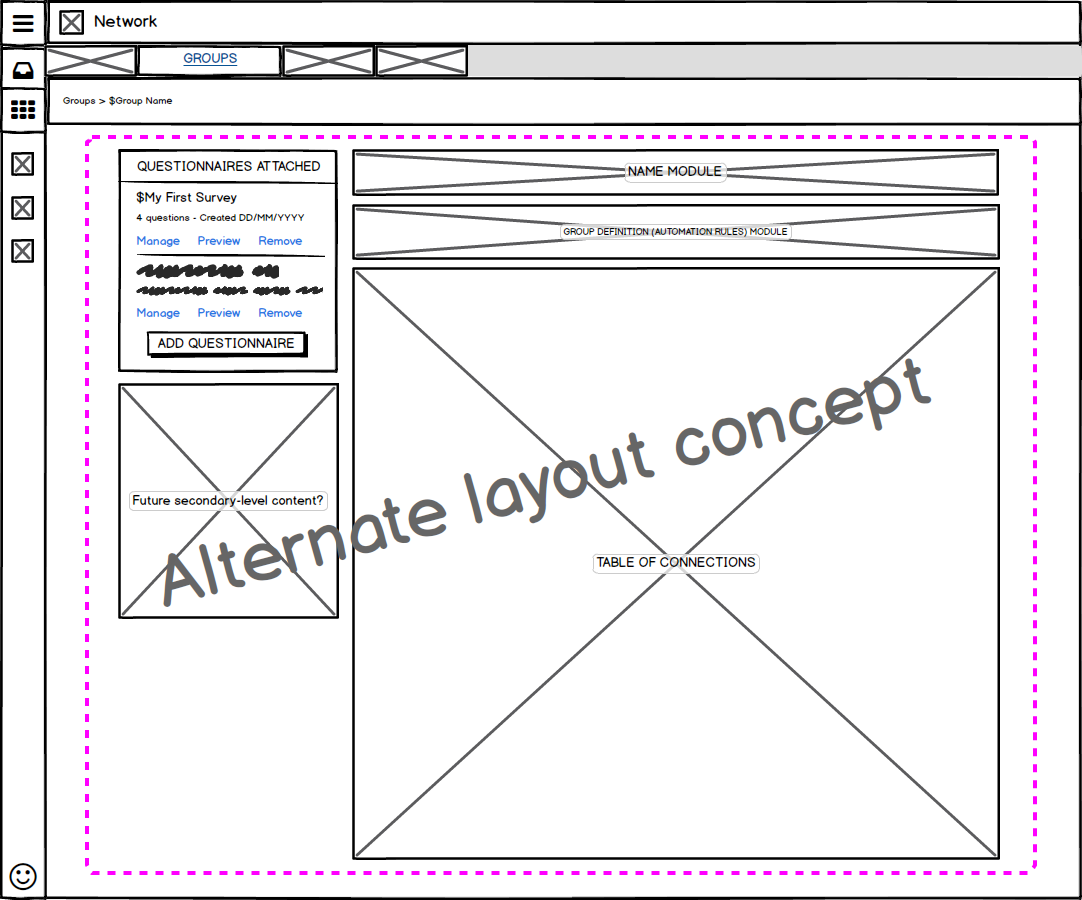 Network
GROUPS
Groups > $Group Name
QUESTIONNAIRES ATTACHED
$My First Survey
4 questions - Created DD/MM/YYYY
Manage Preview Remove
Manage Preview Remove
ADD QUESTIONNAIRE
Future secondary-level content?
NAME MODULE
GROUP DEFINITION (AUTOMATION RULES) MODULE
TABLE OF CONNECTIONS
Alternate layout concept